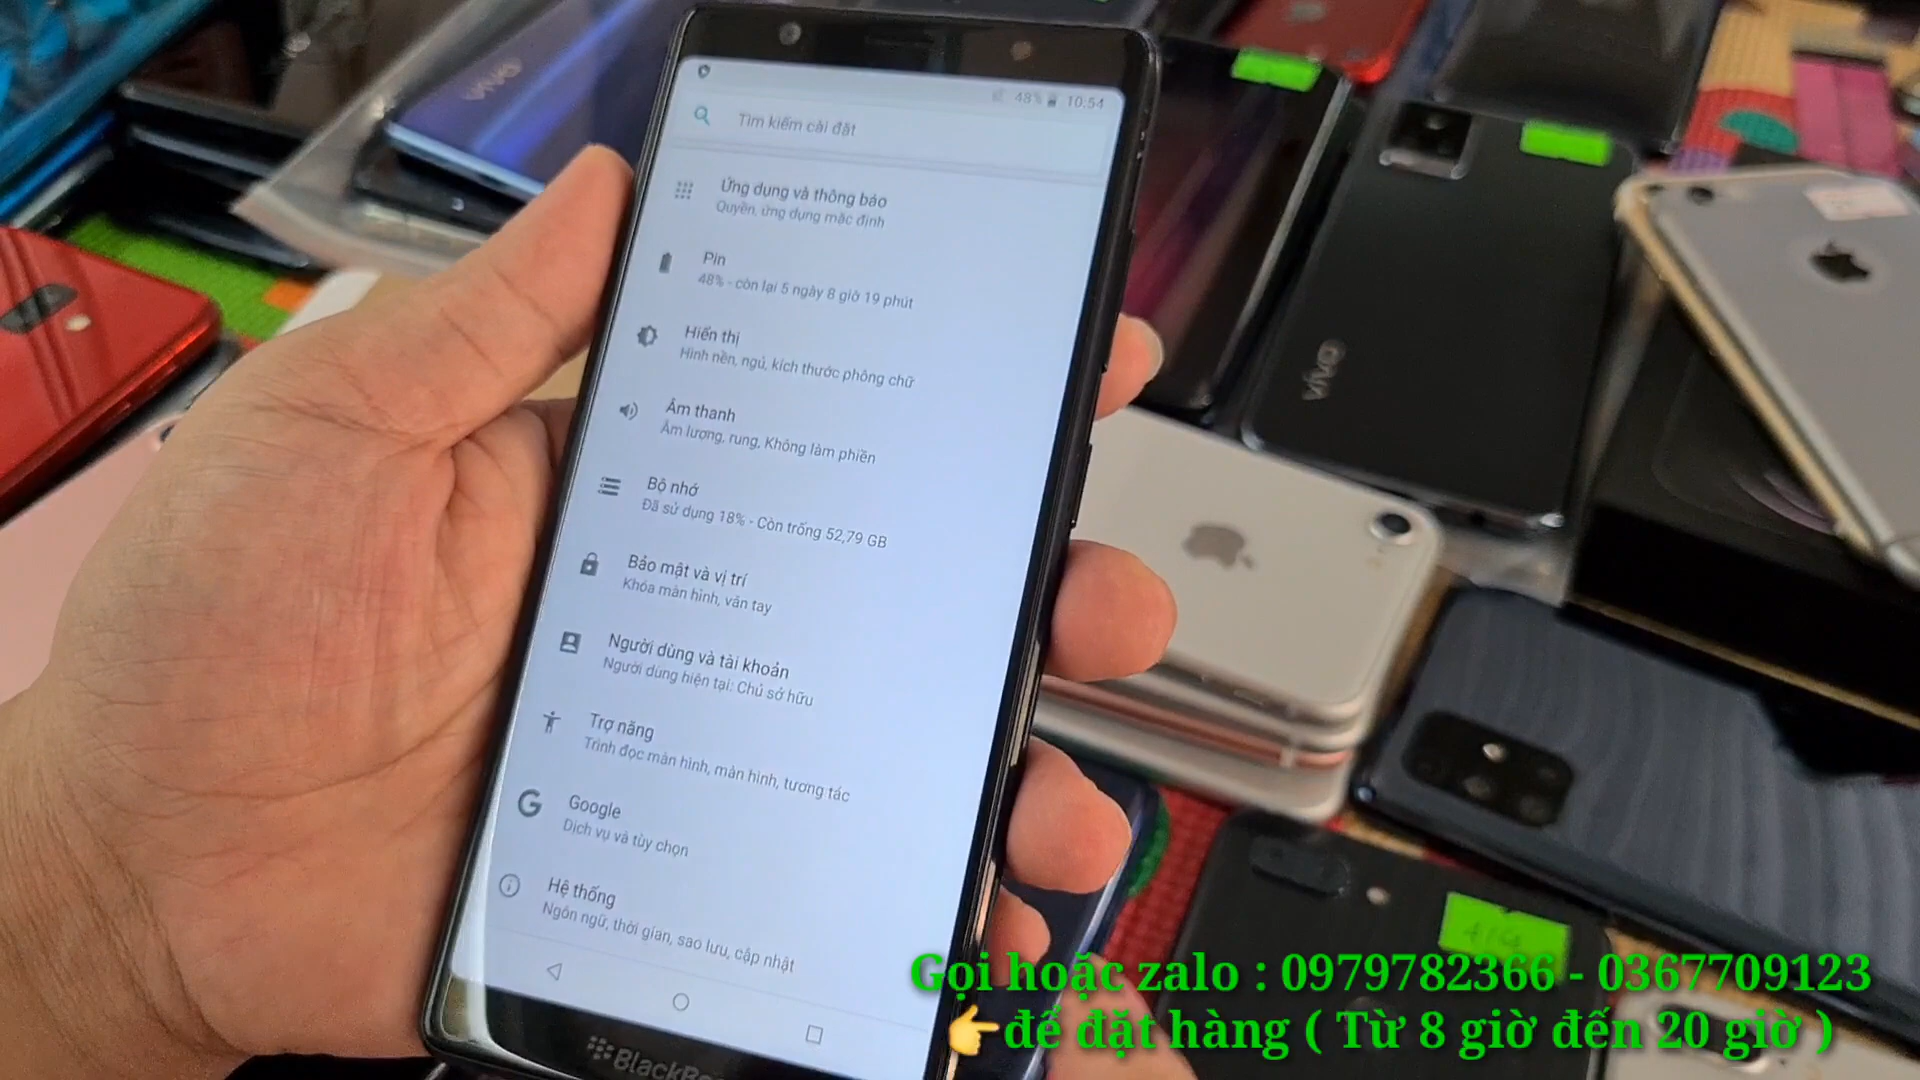 48% 10.54
Tìm kiếm cài đặt
Ứng dụng và thông báo
Quyền, ứng dụng mặc định
Pin
48% - còn lại 5 ngày 8 giờ 19 phút
Hiển thị
Hình nền, ngủ, kích thước phông chữ
Âm thanh
Âm lượng, rung, Không làm phiền
Bộ nhớ
Đã sử dụng 18% - Còn trống 52,79 GB
Bảo mật và vị trí
Khóa màn hình, vân tay
Người dùng và tài khoản
Người dùng hiện tại: Chủ sở hữu
Trợ năng
Trình đọc màn hình, màn hình, tương tác
Google
Dịch vụ và tùy chọn
Hệ thống
Ngôn ngữ, thời gian, sao lưu, cập nhật
vivo
vivo
Gọi hoặc zalo : 0979782366 - 0367709123
👉để đặt hàng ( Từ 8 giờ đến 20 giờ )